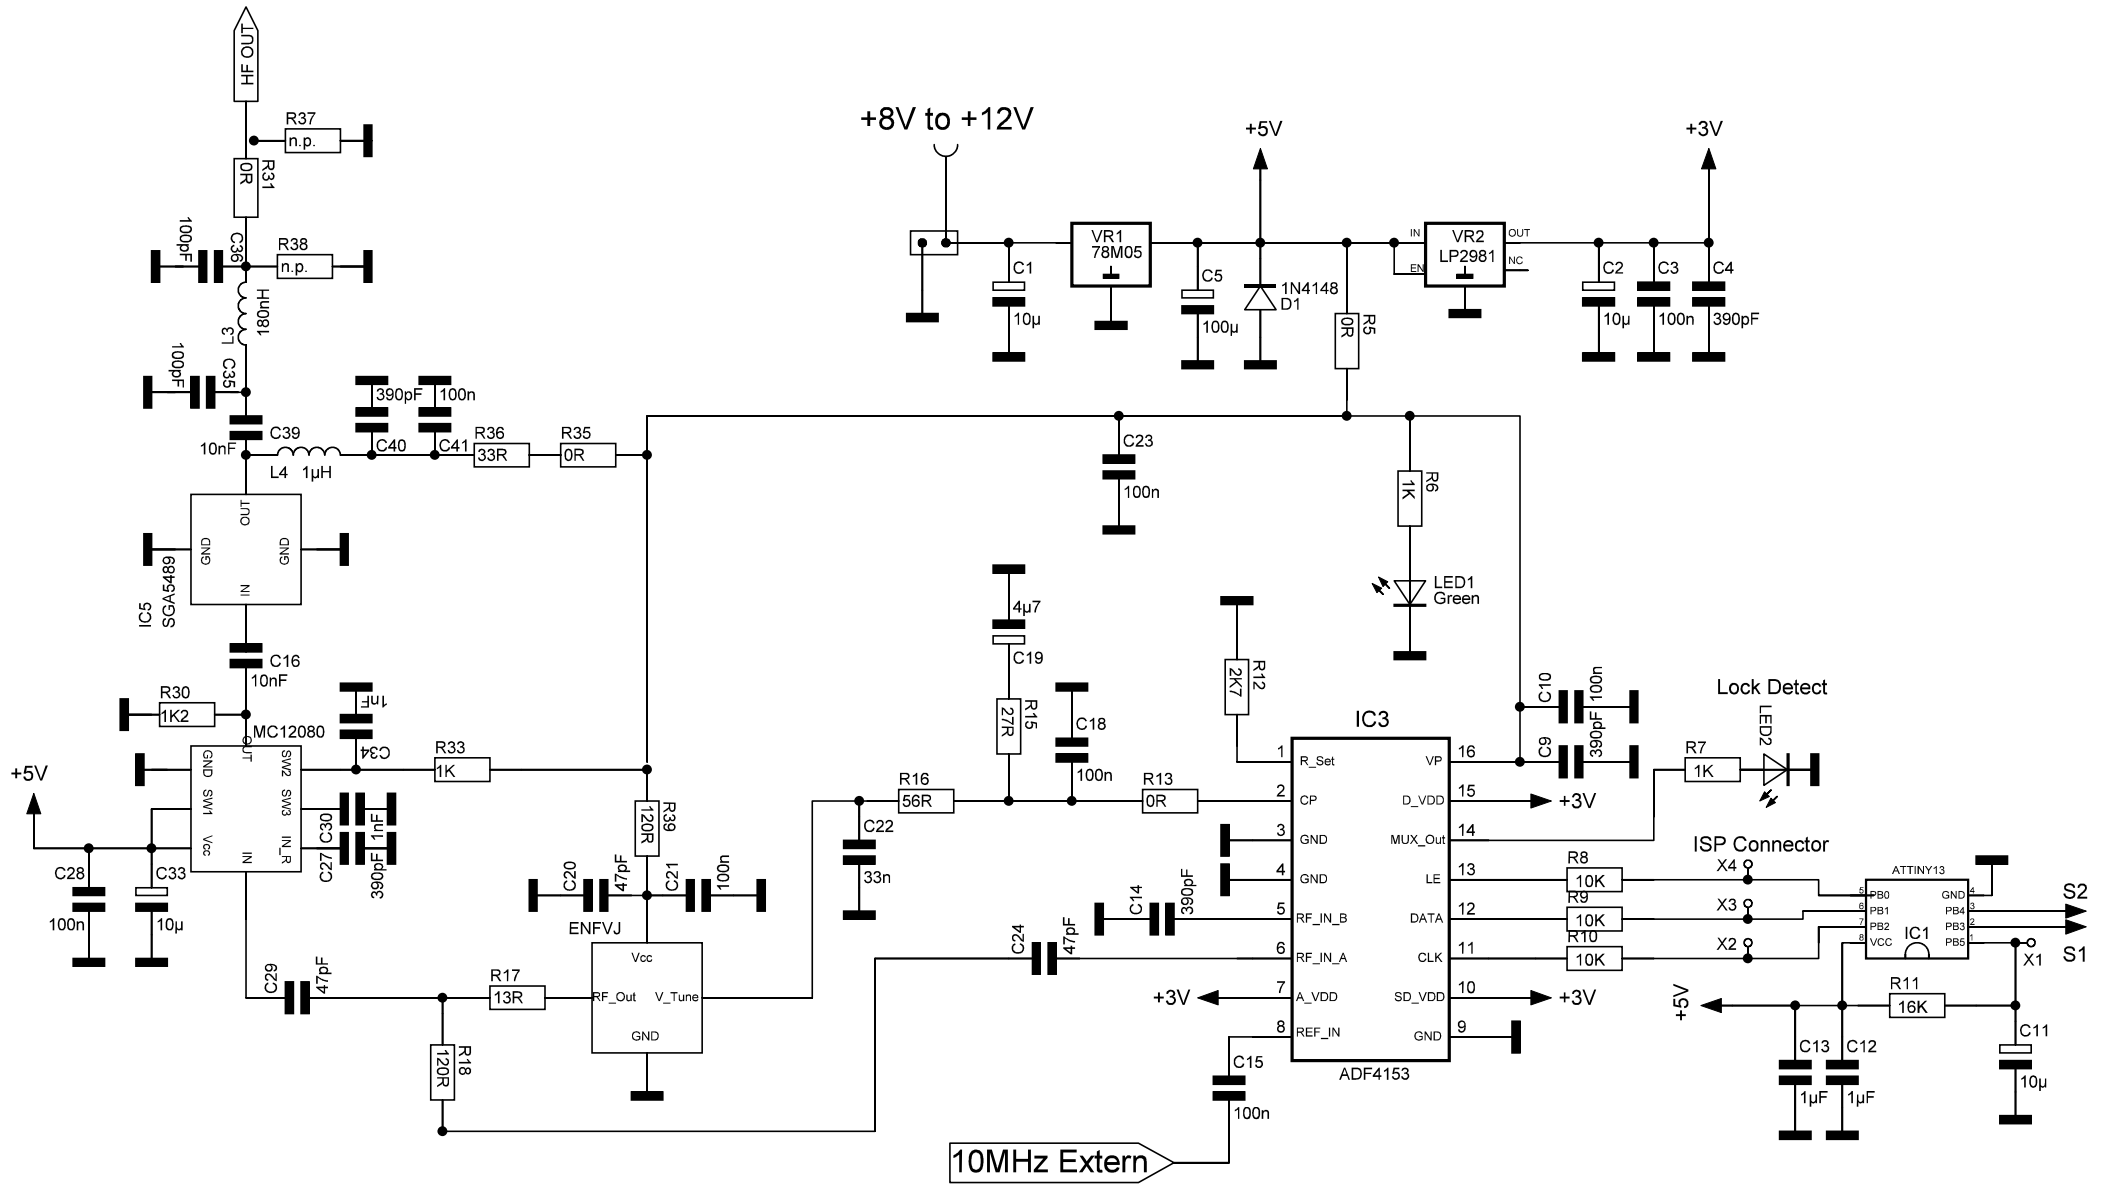 HF OUT
R37
n.p.
R31
0R
100pF
C36
R38
n.p.
L3
180nH
100pF
C35
C39
10nF
L4
1µH
390pF
C40
100n
C41
R36
33R
R35
0R
OUT
GND
GND
IN
IC5
SGA5489
C16
10nF
R30
1K2
MC12080
1nF
C34
R33
1K
OUT
GND
SW1
Vcc
IN
SW2
SW3
IN_R
C30
1nF
C27
390pF
+5V
C28
100n
C33
10µ
C29
47pF
R17
13R
R18
120R
R39
120R
C20
47pF
C21
100n
ENFVJ
Vcc
RF_Out
V_Tune
GND
+8V to +12V
C1
10µ
VR1
78M05
C5
100µ
+5V
1N4148
D1
R5
0R
IN
EN
VR2
LP2981
OUT
NC
+3V
C2
10µ
C3
100n
C4
390pF
C23
100n
R6
1K
LED1
Green
4µ7
C19
R15
27R
C18
100n
R16
56R
C22
33n
R13
0R
R12
2K7
C14
390pF
C24
47pF
+3V
C15
100n
10MHz Extern
IC3
1 R_Set
2 CP
3 GND
4 GND
5 RF_IN_B
6 RF_IN_A
7 A_VDD
8 REF_IN
VP 16
D_VDD 15
MUX_Out 14
LE 13
DATA 12
CLK 11
SD_VDD 10
GND 9
ADF4153
C10
100n
C9
390pF
+3V
+3V
Lock Detect
LED2
R7
1K
ISP Connector
R8
10K
X4
R9
10K
X3
R10
10K
X2
ATTINY13
5 PB0
6 PB1
7 PB2
8 VCC
GND 4
PB4 3
PB3 2
PB5 1
IC1
S2
S1
X1
+5V
R11
16K
C13
1µF
C12
1µF
C11
10µ